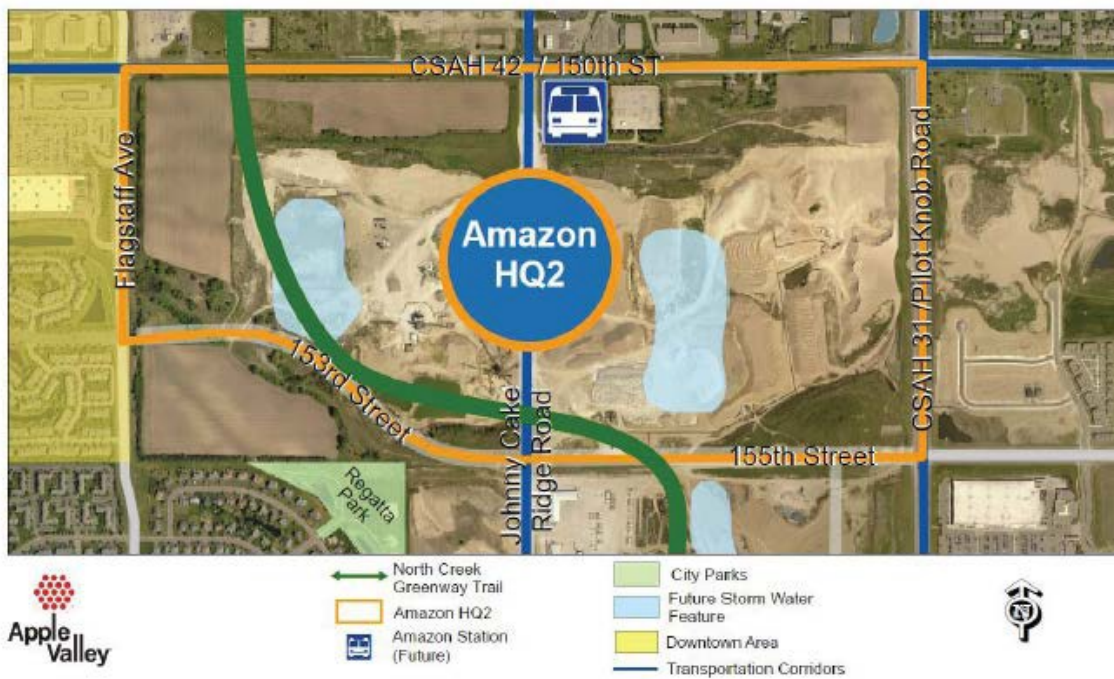 CSAH 42 / 150th ST
Flagstaff Ave
Amazon
HQ2
CSAH 31/Pilot Knob Road
153rd Street
Johnny Cake
Ridge Road
155th Street
Regatta
Park
Apple
Valley
North Creek
Greenway Trail
Amazon HQ2
Amazon Station
(Future)
City Parks
Future Storm Water
Feature
Downtown Area
Transportation Corridors
N